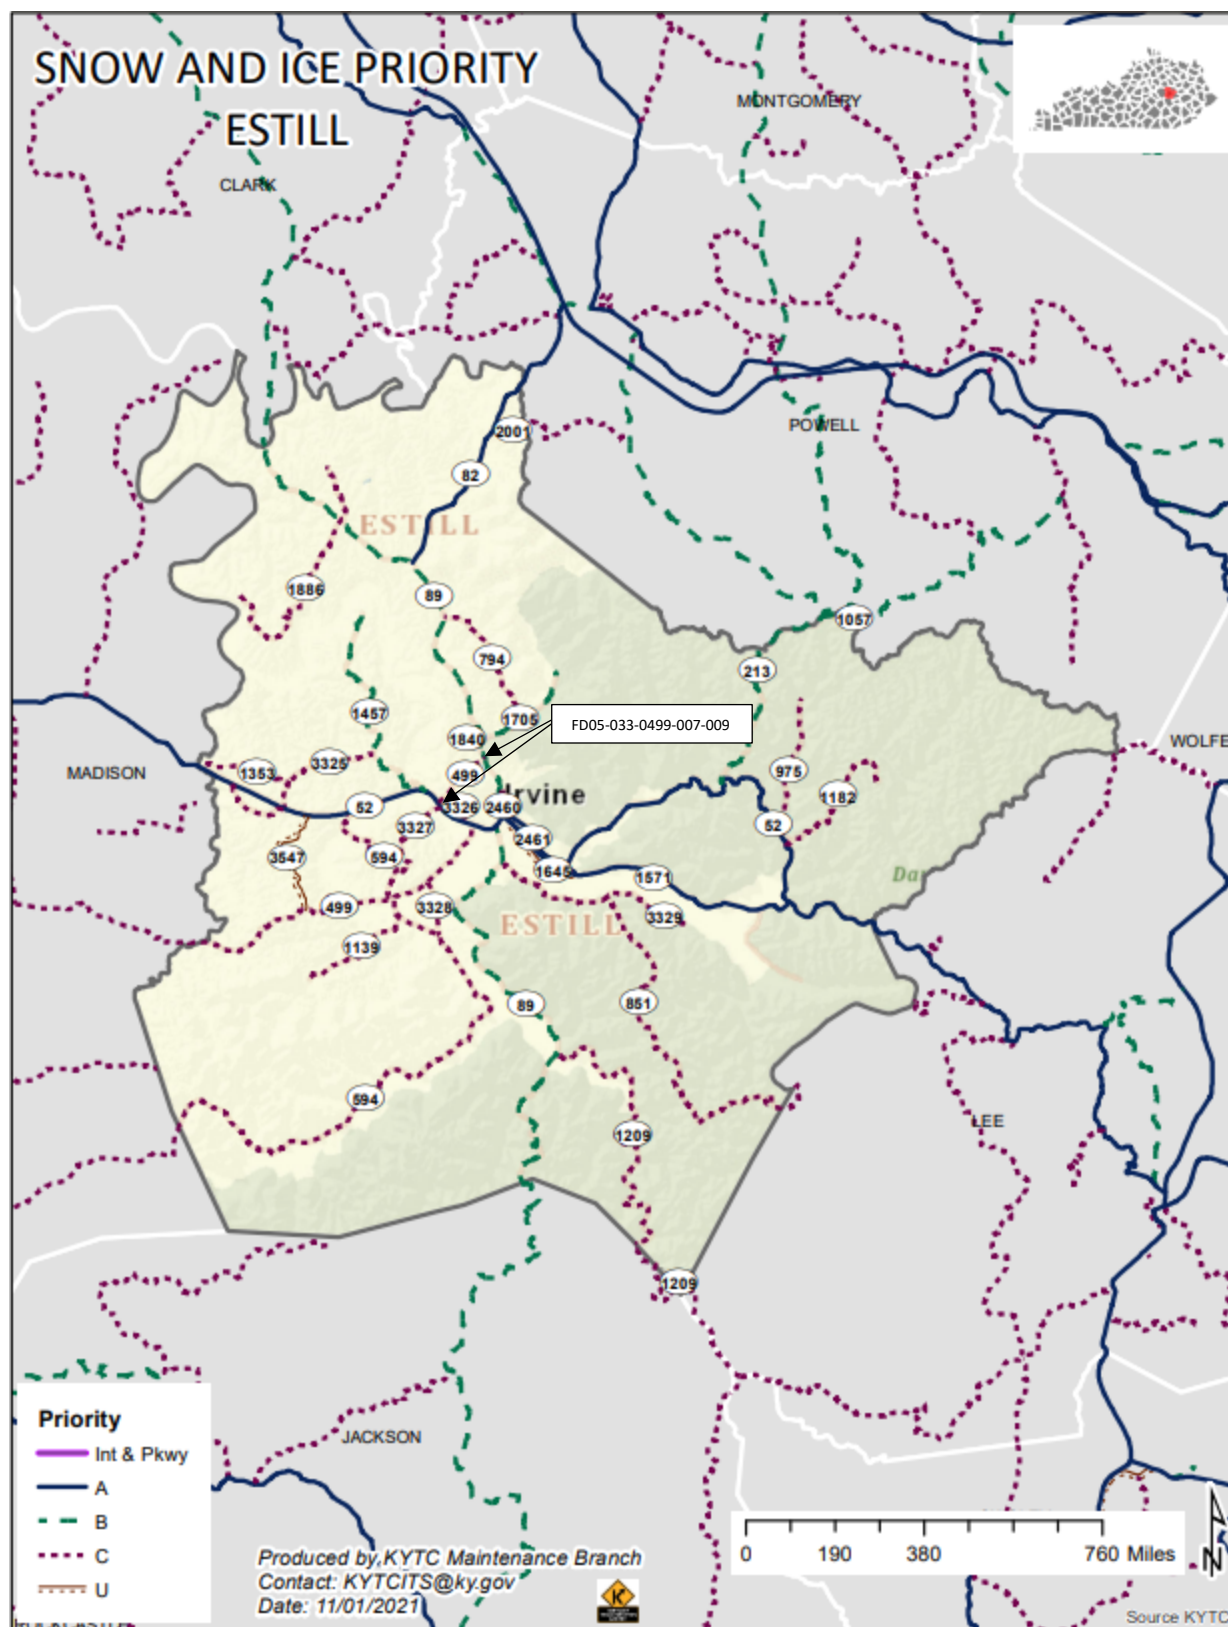 SNOW AND ICE PRIORITY
ESTILL
MONTGOMERY
CLARK
POWELL
2001
82
ESTILL
1886
89
1057
794
213
1457
1705
FD05-033-0499-007-009
1840
WOLFE
MADISON
1353
3325
499
975
Irvine
1182
52
3326
2460
3327
52
2461
3547
594
1645
1571
Da
499
3328
3329
ESTILL
1139
89
851
594
LEE
1209
1209
Priority
Int & Pkwy
A
B
C
U
JACKSON
0 190 380 760 Miles
N
Produced by KYTC Maintenance Branch
Contact: KYTCITS@ky.gov
Date: 11/01/2021
Source KYTC